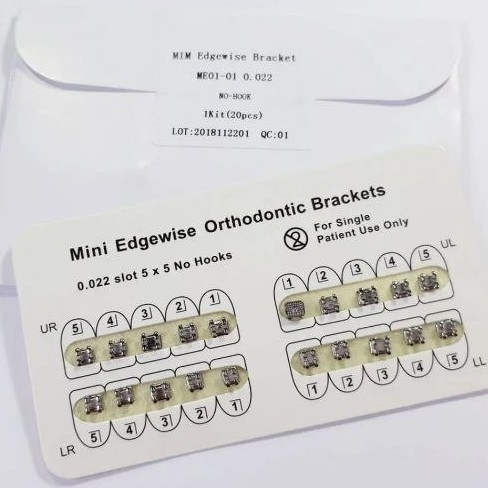 MIM Edgewise Bracket
ME01-01 0.022
NO-HOOK
1Kit(20pcs)
LOT:2018112201 QC:01
Mini Edgewise Orthodontic Brackets
0.022 slot 5 x 5 No Hooks
2
For Single
Patient Use Only
UR 5 4 3 2 1
1 2 3 4 5 UL
LR 5 4 3 2 1
1 2 3 4 5 LL